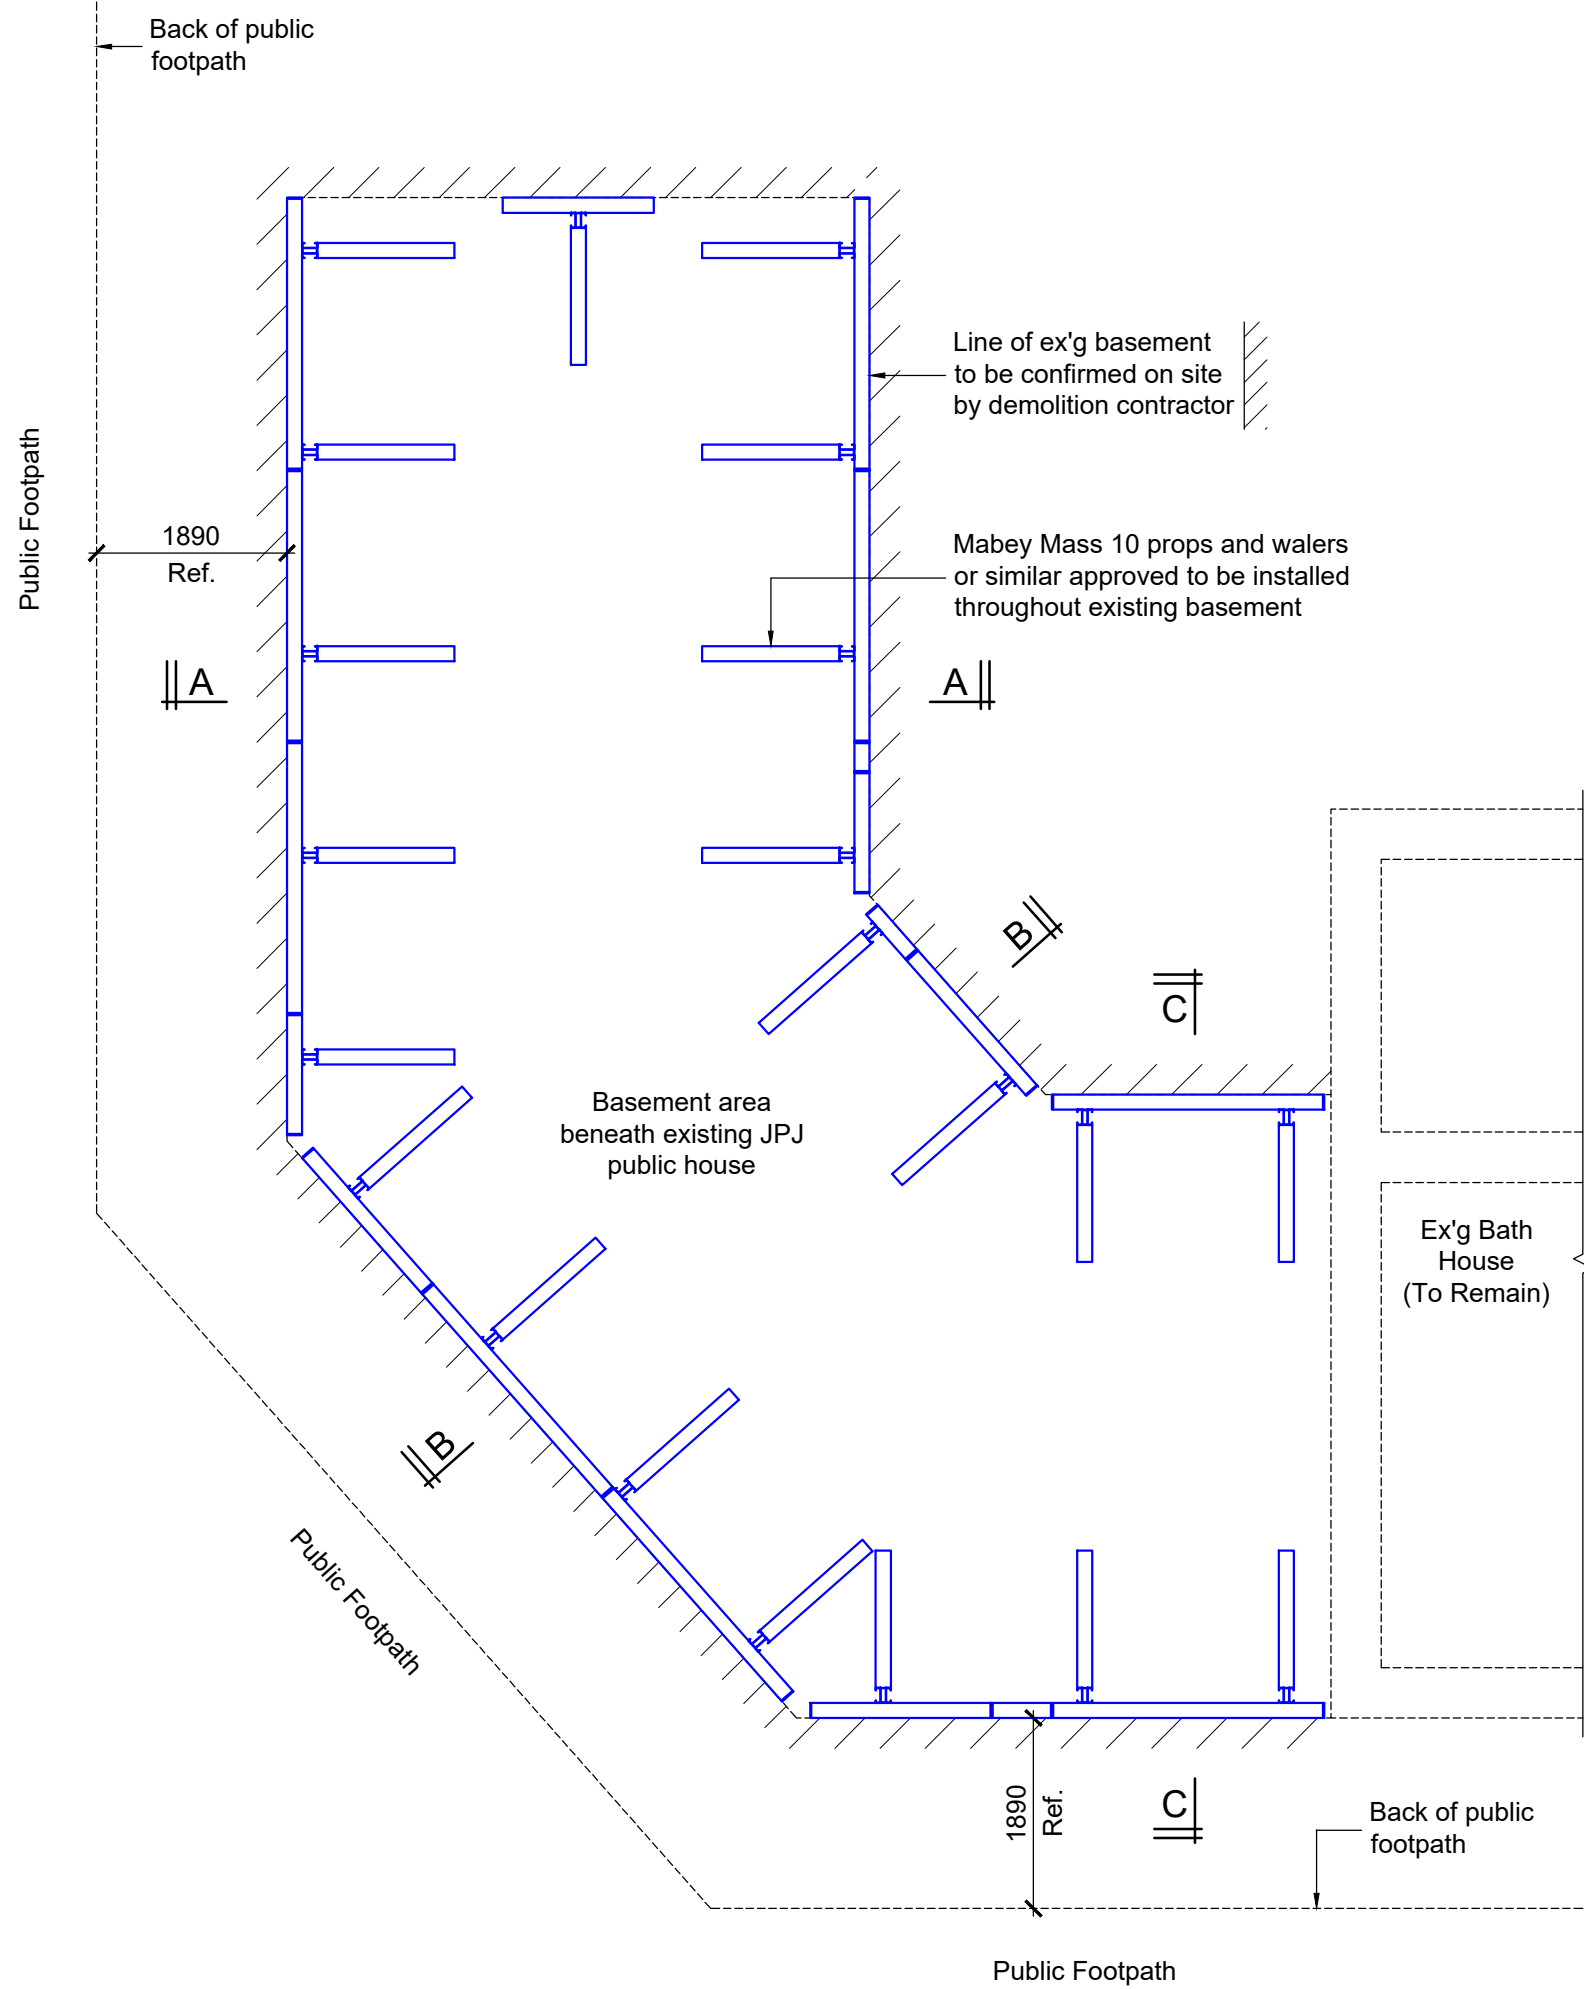 Back of public
footpath
Public Footpath
1890
Ref.
Line of ex'g basement
to be confirmed on site
by demolition contractor
Mabey Mass 10 props and walers
or similar approved to be installed
throughout existing basement
A
A
B
C
Basement area
beneath existing JPJ
public house
Ex'g Bath
House
(To Remain)
B
Public Footpath
1890
Ref.
C
Back of public
footpath
Public Footpath